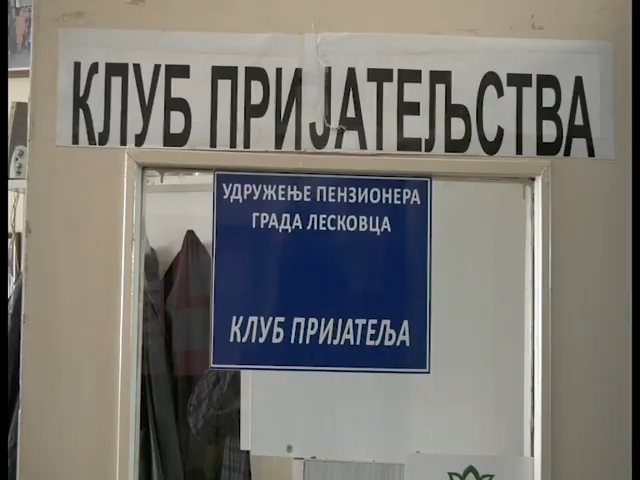 КЛУБ ПРИЈАТЕЉСТВА
УДРУЖЕЊЕ ПЕНЗИОНЕРА
ГРАДА ЛЕСКОВЦА
КЛУБ ПРИЈАТЕЉА